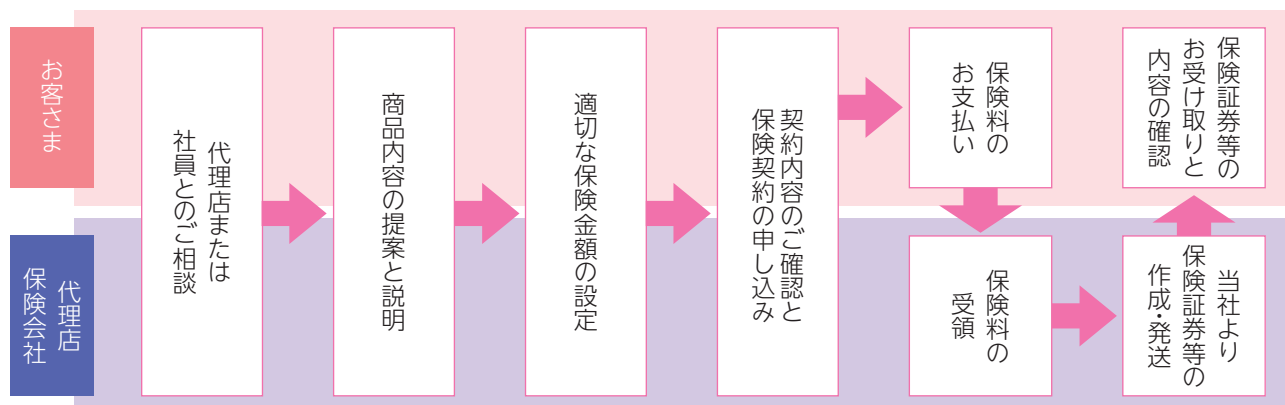 お客さま
代理店
保険会社
代理店または
社員とのご相談
商品内容の提案と説明
適切な保険金額の設定
契約内容のご確認と
保険契約の申し込み
保険料の
お支払い
保険料の
受領
当社より
保険証券等の
作成・発送
保険証券等の
お受け取りと
内容の確認